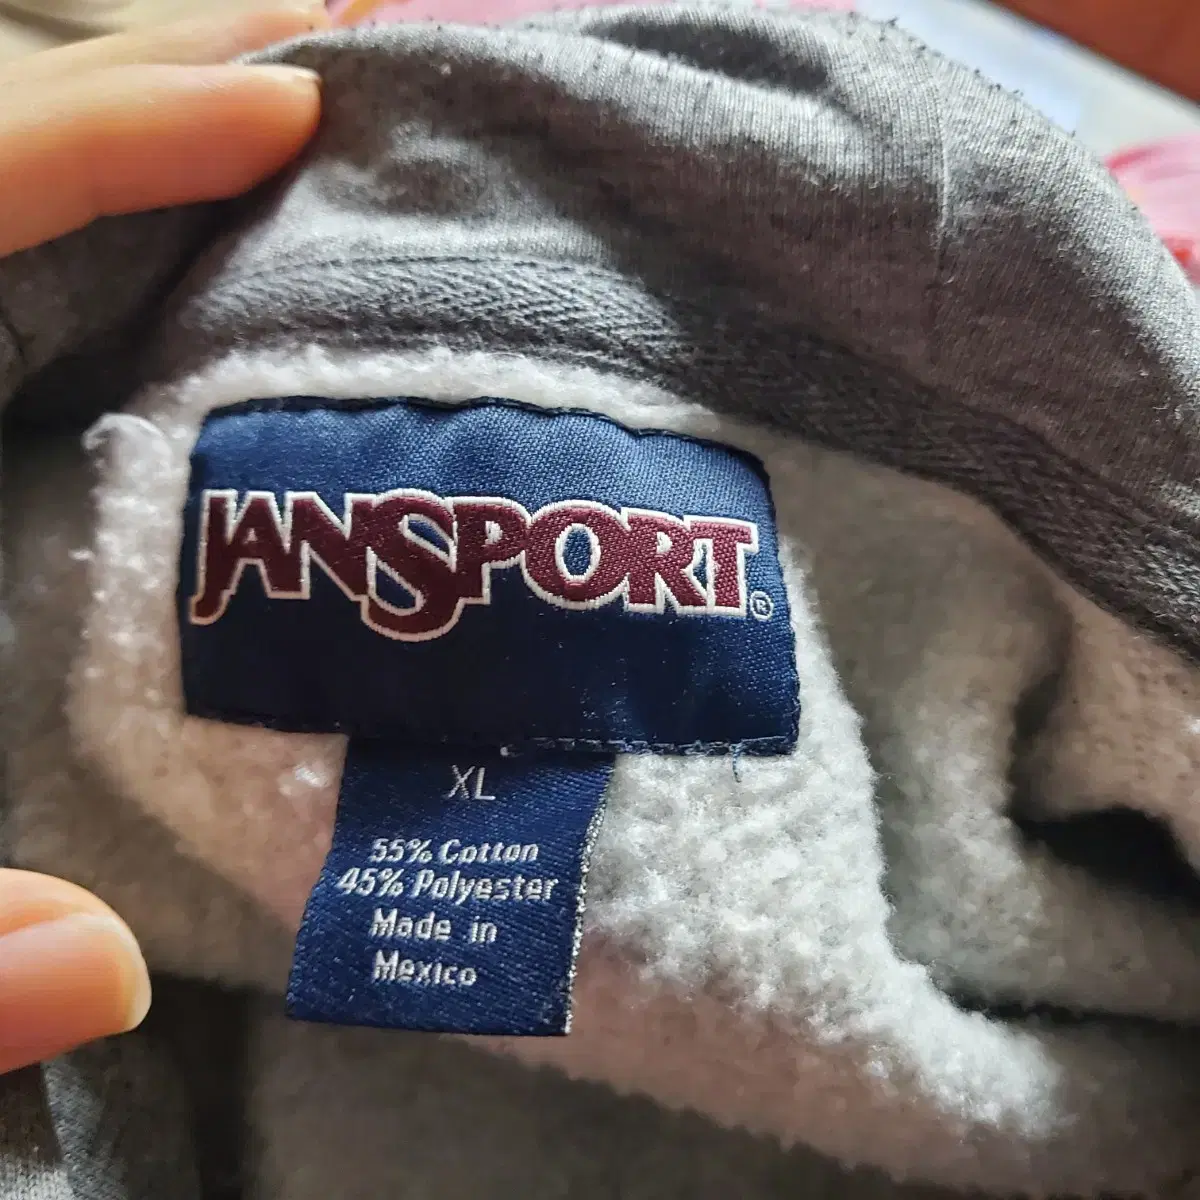 JANSPORT®
XL
55% Cotton
45% Polyester
Made in
Mexico